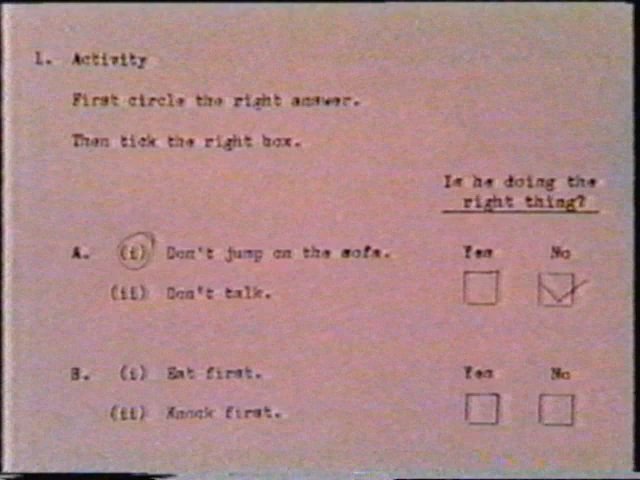 1. Activity
First circle the right answer.
Then tick the right box.
Is he doing the
right thing?
A. (i) Don't jump on the sofa. Yes No
(ii) Don't talk.
B. (i) Eat first. Yes No
(ii) Knock first.